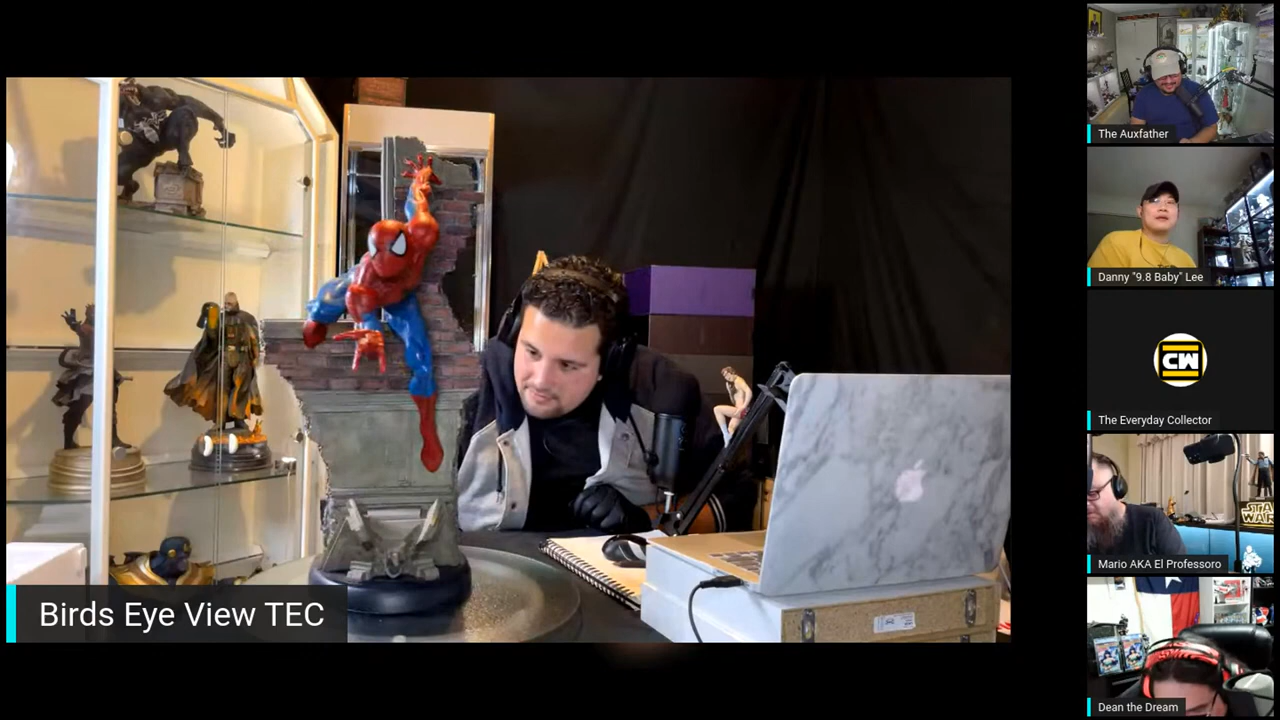 Birds Eye View TEC
The Auxfather
Danny "9.8 Baby" Lee
CW
The Everyday Collector
STAR
WAR
Mario AKA El Professoro
Dean the Dream